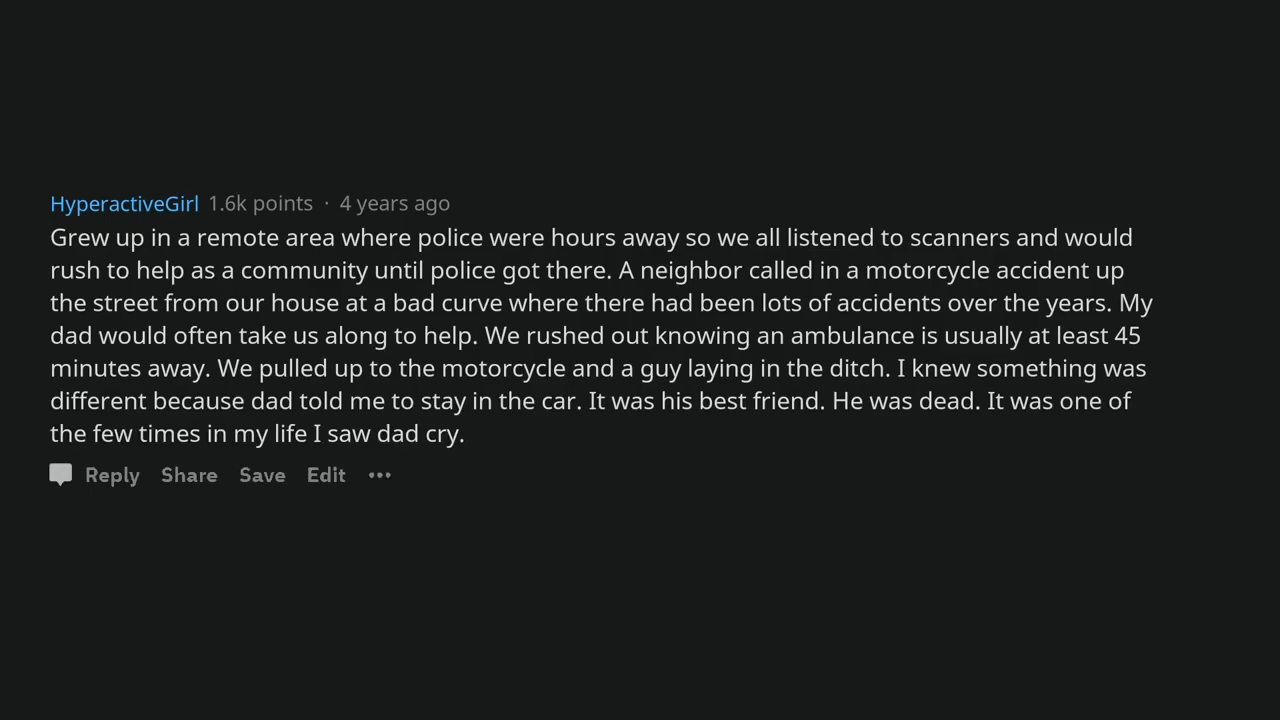 HyperactiveGirl 1.6k points · 4 years ago
Grew up in a remote area where police were hours away so we all listened to scanners and would
rush to help as a community until police got there. A neighbor called in a motorcycle accident up
the street from our house at a bad curve where there had been lots of accidents over the years. My
dad would often take us along to help. We rushed out knowing an ambulance is usually at least 45
minutes away. We pulled up to the motorcycle and a guy laying in the ditch. I knew something was
different because dad told me to stay in the car. It was his best friend. He was dead. It was one of
the few times in my life I saw dad cry.
Reply Share Save Edit •••